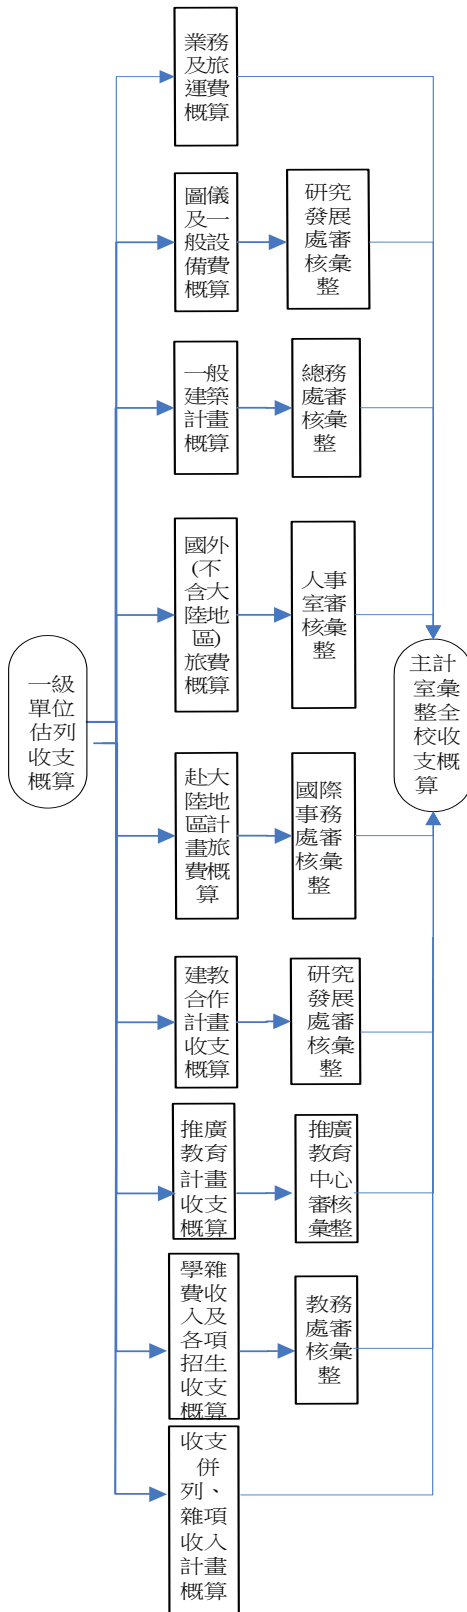 業務
及旅
運費
概算
圖儀
及一
般設
備費
概算
研究
發展
處審
核彙
整
一般
建築
計畫
概算
總務
處審
核彙
整
國外
(不
含大
陸地
區)
旅費
概算
人事
室審
核彙
整
一級
單位
估列
收支
概算
主計
室彙
整全
校收
支概
算
赴大
陸地
區計
畫旅
費概
算
國際
事務
處審
核彙
整
建教
合作
計畫
收支
概算
研究
發展
處審
核彙
整
推廣
教育
計畫
收支
概算
推廣
教育
中心
審核
彙整
學雜
費收
入及
各項
招生
收支
概算
教務
處審
核彙
整
收支
併
列、
雜項
收入
計畫
概算